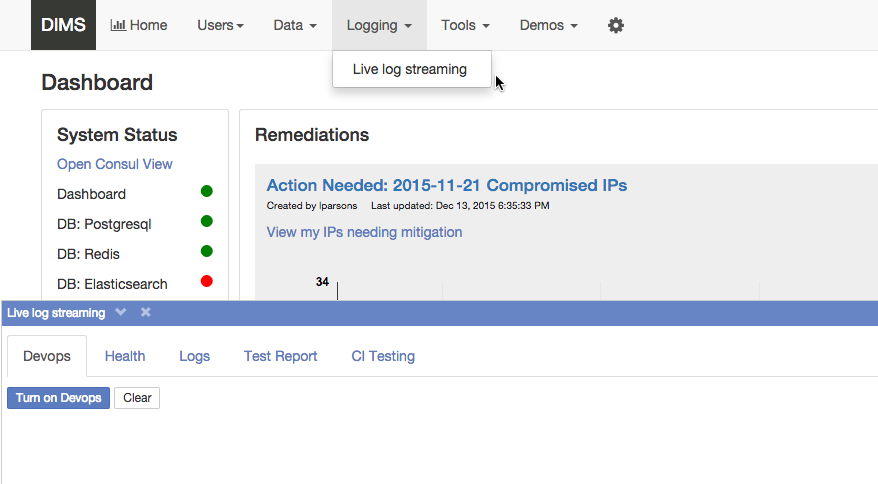 DIMS Home Users Data Logging Tools Demos
Live log streaming
Dashboard
System Status
Open Consul View
Dashboard
DB: Postgresql
DB: Redis
DB: Elasticsearch
Remediations
Action Needed: 2015-11-21 Compromised IPs
Created by lparsons Last updated: Dec 13, 2015 6:35:33 PM
View my IPs needing mitigation
34
Live log streaming
Devops Health Logs Test Report CI Testing
Turn on Devops Clear